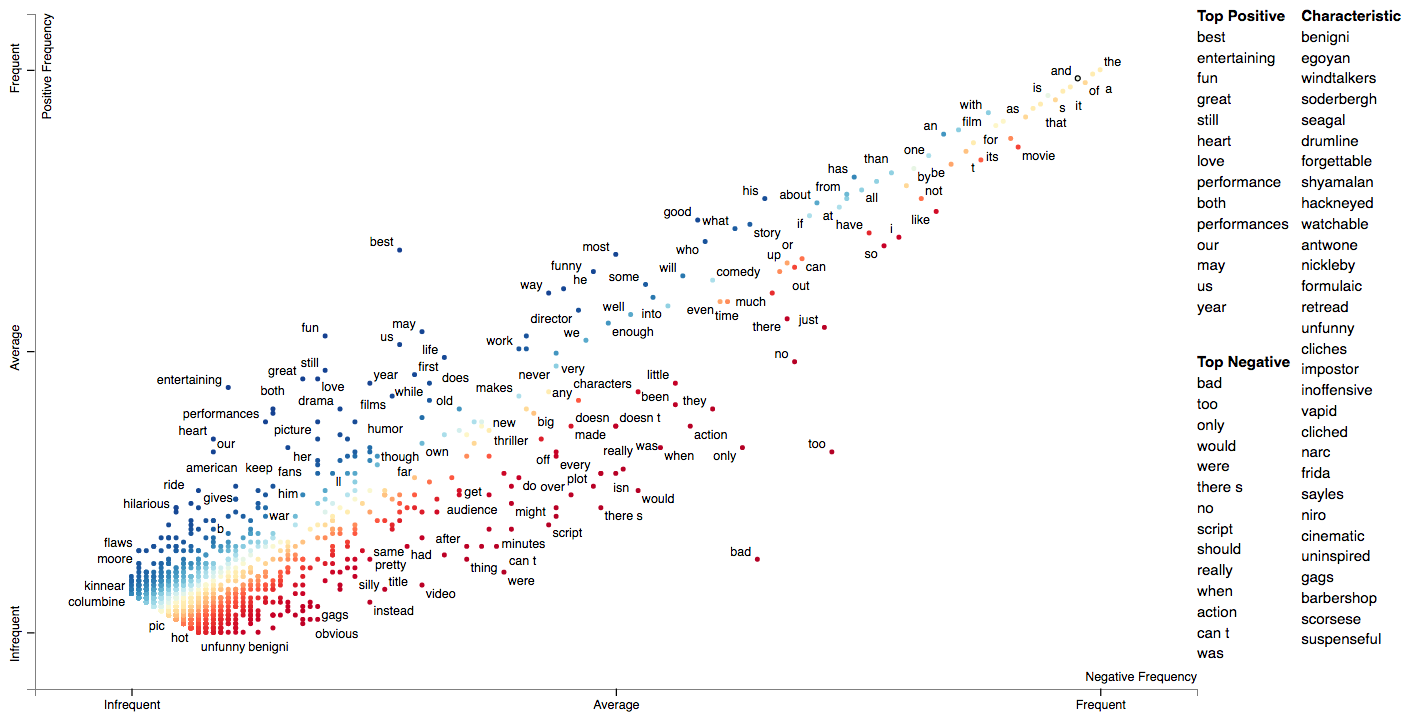 Frequent
Positive Frequency
Average
Infrequent
the
and
is
of a
s it
with
as
film
that
an
for
one
its
movie
than
t
has
by be
from
not
about
all
his
if
at
like
good
what
have
i
story
so
who
or
best
most
up
can
will
comedy
funny
he
some
out
way
well
into
even time
much
director
there
just
fun
may
we
enough
us
work
no
life
still
first
very
great
year
never
little
entertaining
love
while
does
makes
characters
both
any
been
they
drama
films
old
performances
big
doesn
doesn t
heart
picture
humor
new
made
action
our
thriller
was
too
her
though
own
off
really
when
only
american
keep
fans
far
every
ride
ll
plot
isn
hilarious
gives
him
get
do over
would
war
audience
might
there s
b
script
flaws
after
minutes
bad
moore
same
had
can t
pretty
thing
kinnear
silly
title
were
columbine
video
gags
instead
pic
hot
obvious
unfunny benigni
Negative Frequency
Infrequent
Average
Frequent
Top Positive
best
entertaining
fun
great
still
heart
love
performance
both
performances
our
may
us
year
Top Negative
bad
too
only
would
were
there s
no
script
should
really
when
action
can t
was
Characteristic
benigni
egoyan
windtalkers
soderbergh
seagal
drumline
forgettable
shyamalan
hackneyed
watchable
antwone
nickleby
formulaic
retread
unfunny
cliches
impostor
inoffensive
vapid
cliched
narc
frida
sayles
niro
cinematic
uninspired
gags
barbershop
scorsese
suspenseful